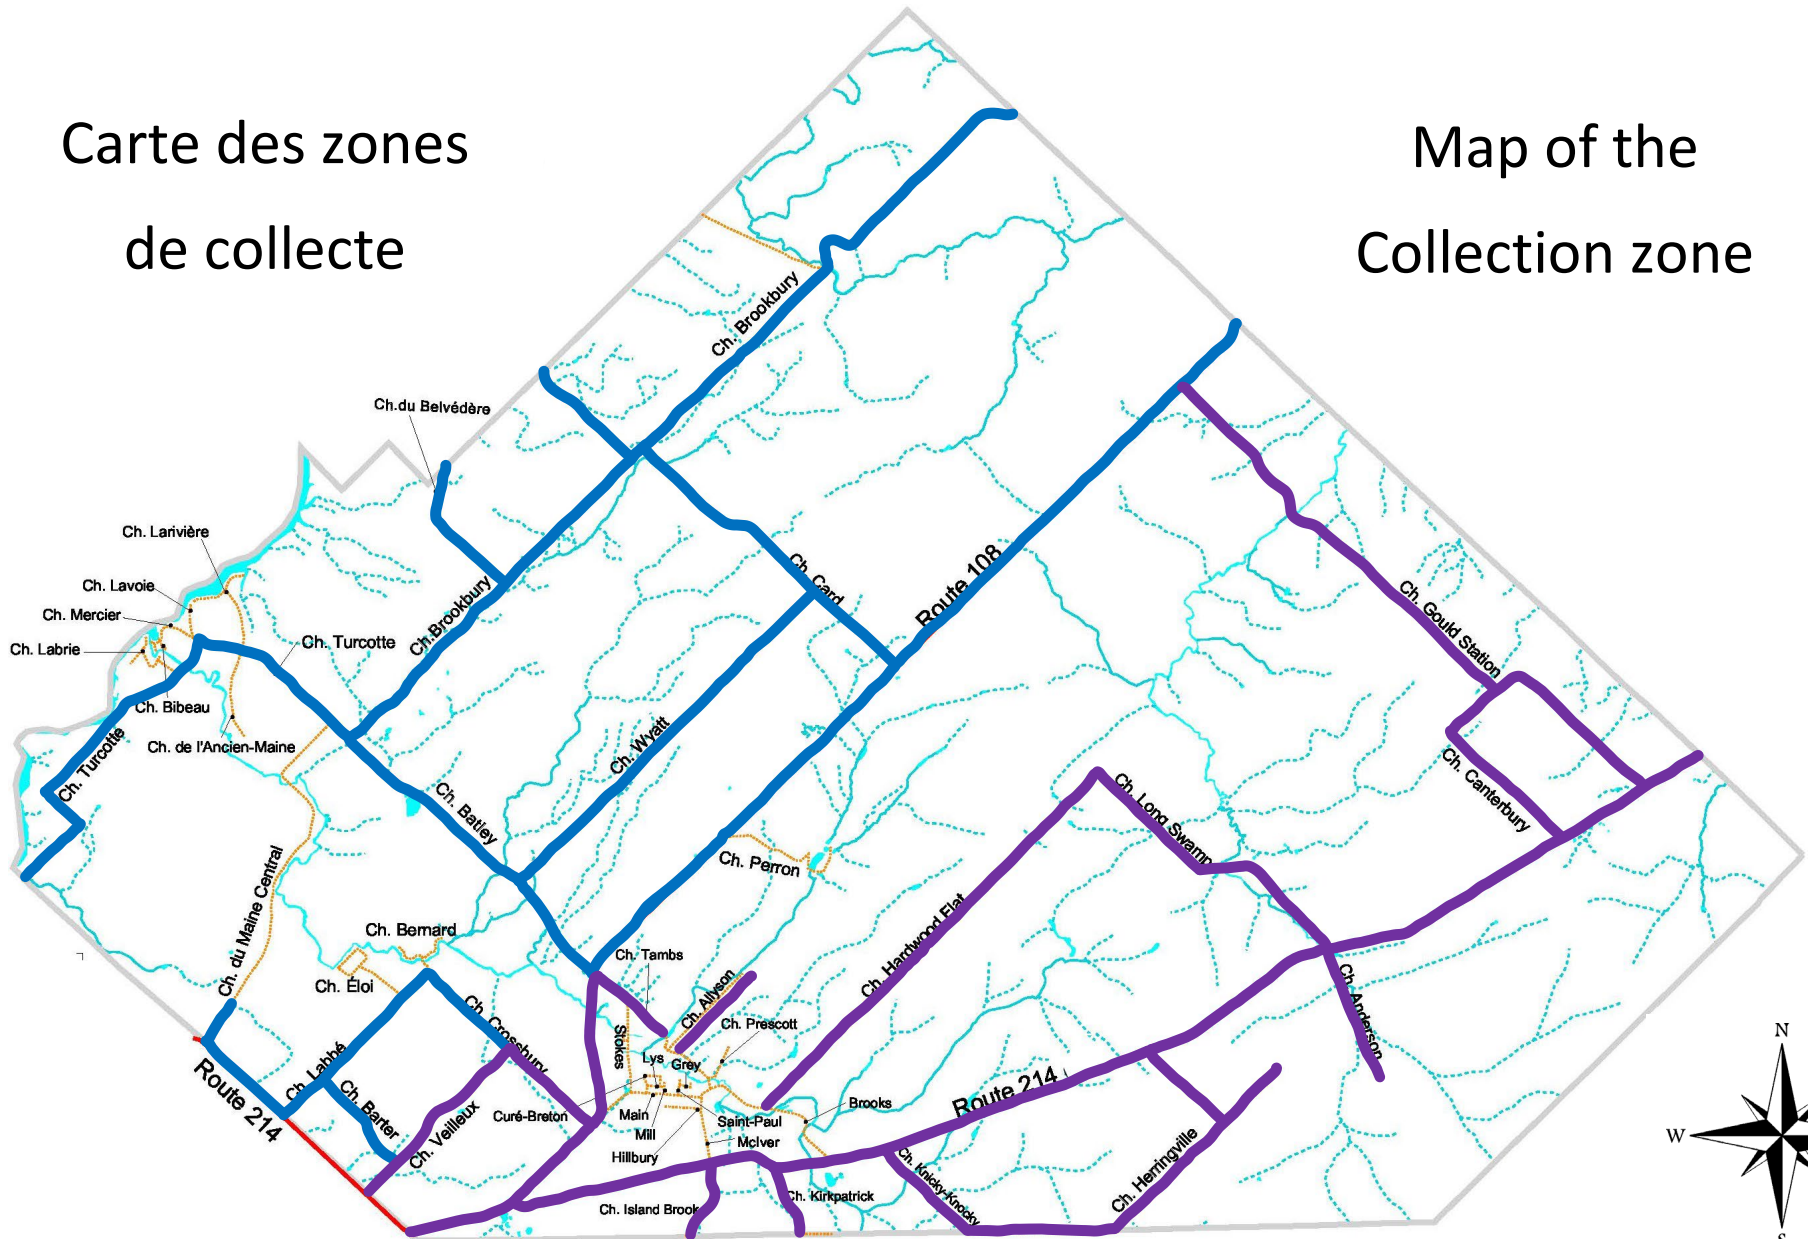 Carte des zones
de collecte
Map of the
Collection zone
Ch. Brookbury
Ch.du Belvédère
Ch. Larivière
Ch. Lavoie
Ch. Mercier
Ch. Labrie
Ch. Turcotte
Ch.Brookbury
Ch. Card
Route 108
Ch. Gould Station
Ch. Bibeau
Ch. de l'Ancien-Maine
Ch. Turcotte
Ch. Wyatt
Ch. Batley
Ch. Canterbury
Ch. Long Swamp
Ch. Perron
Ch. du Maine Central
Ch. Hardwood Flat
Ch. Bernard
Ch. Éloi
Ch. Tambs
Ch. Allyson
Ch. Prescott
Ch. Crossbury
Stokes
Lys
Grey
Ch. Anderson
Route 214
Ch. Labbé
Ch. Barter
Ch. Veilleux
Curé-Breton
Main
Mill
Saint-Paul
McIver
Hillbury
Brooks
Route 214
Ch. Knicky-Knocky
Ch. Herringville
Ch. Kirkpatrick
Ch. Island Brook
N
W
S